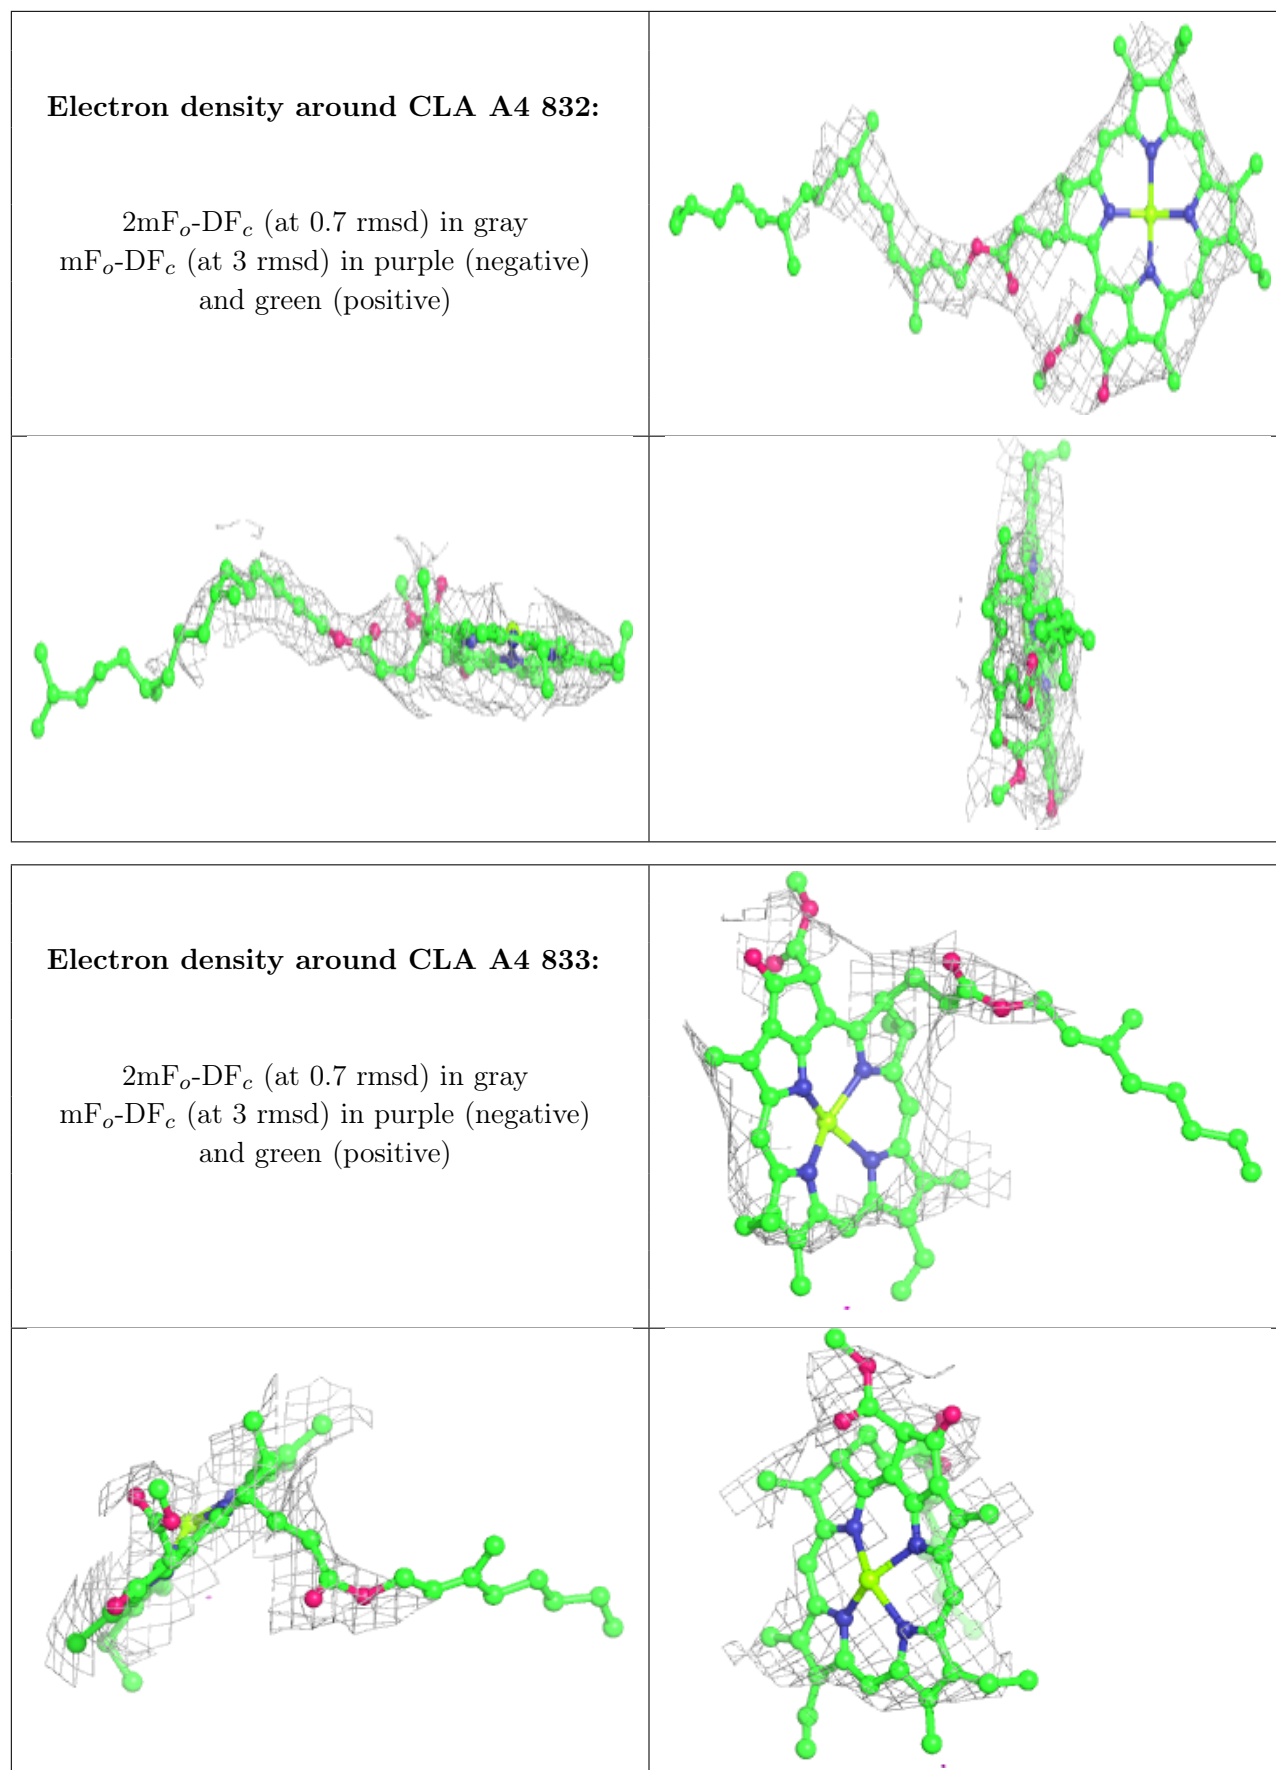 Electron density around CLA A4 832:
2mFo-DFc (at 0.7 rmsd) in gray
mFo-DFc (at 3 rmsd) in purple (negative)
and green (positive)
Electron density around CLA A4 833:
2mFo-DFc (at 0.7 rmsd) in gray
mFo-DFc (at 3 rmsd) in purple (negative)
and green (positive)